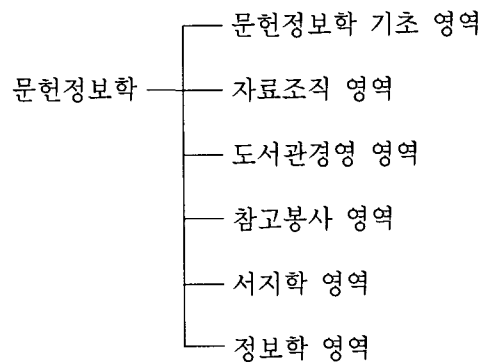 문헌정보학 기초 영역
문헌정보학
자료조직 영역
도서관경영 영역
참고봉사 영역
서지학 영역
정보학 영역